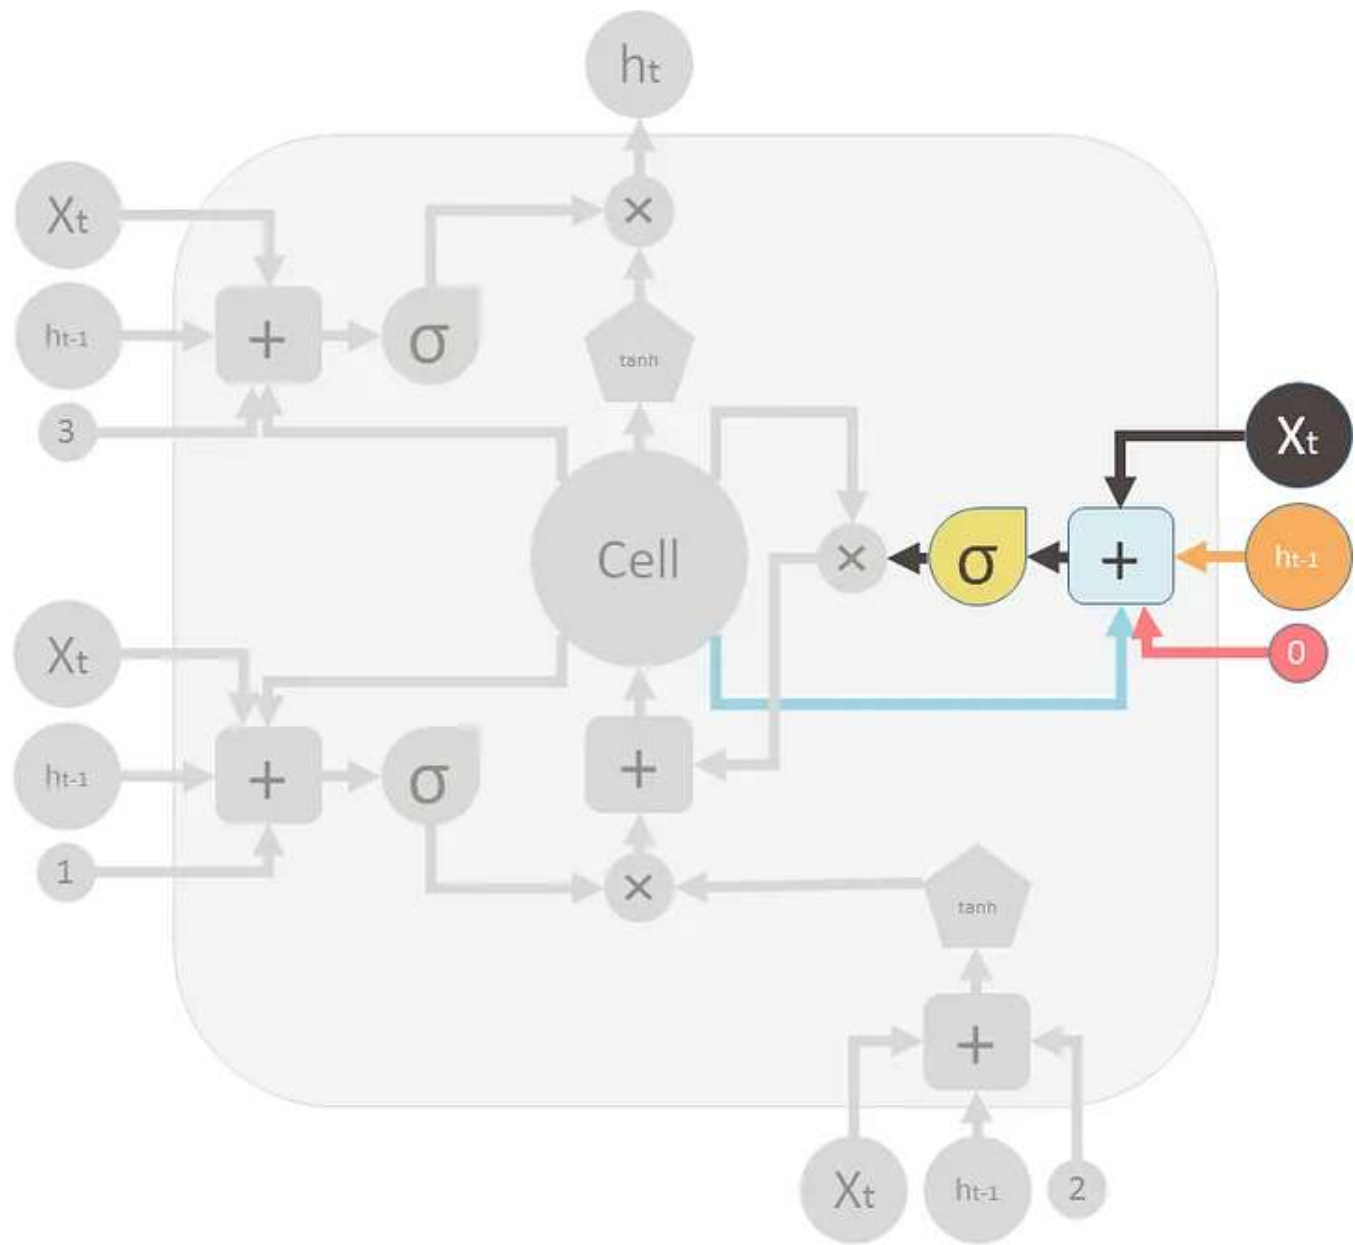 ht
×
Xt
+
σ
ht-1
tanh
3
Cell
Xt
×
σ
+
ht-1
0
Xt
+
σ
ht-1
+
1
×
tanh
+
Xt
ht-1
2